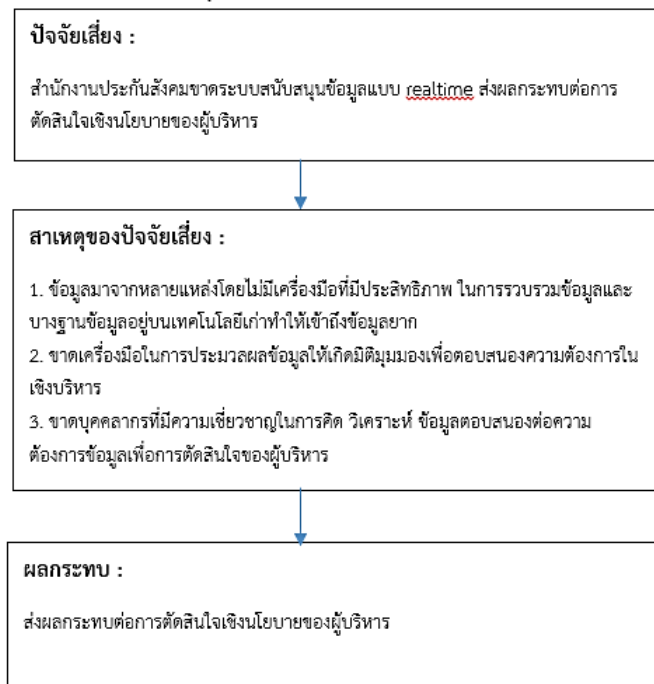 ปัจจัยเสี่ยง :
สำนักงานประกันสังคมขาดระบบสนับสนุนข้อมูลแบบ realtime ส่งผลกระทบต่อการ
ตัดสินใจเชิงนโยบายของผู้บริหาร
สาเหตุของปัจจัยเสี่ยง :
1. ข้อมูลมาจากหลายแหล่งโดยไม่มีเครื่องมือที่มีประสิทธิภาพ ในการรวบรวมข้อมูลและ
บางฐานข้อมูลอยู่บนเทคโนโลยีเก่าทำให้เข้าถึงข้อมูลยาก
2. ขาดเครื่องมือในการประมวลผลข้อมูลให้เกิดมิติมุมมองเพื่อตอบสนองความต้องการใน
เชิงบริหาร
3. ขาดบุคคลากรที่มีความเชี่ยวชาญในการคิด วิเคราะห์ ข้อมูลตอบสนองต่อความ
ต้องการข้อมูลเพื่อการตัดสินใจของผู้บริหาร
ผลกระทบ :
ส่งผลกระทบต่อการตัดสินใจเชิงนโยบายของผู้บริหาร